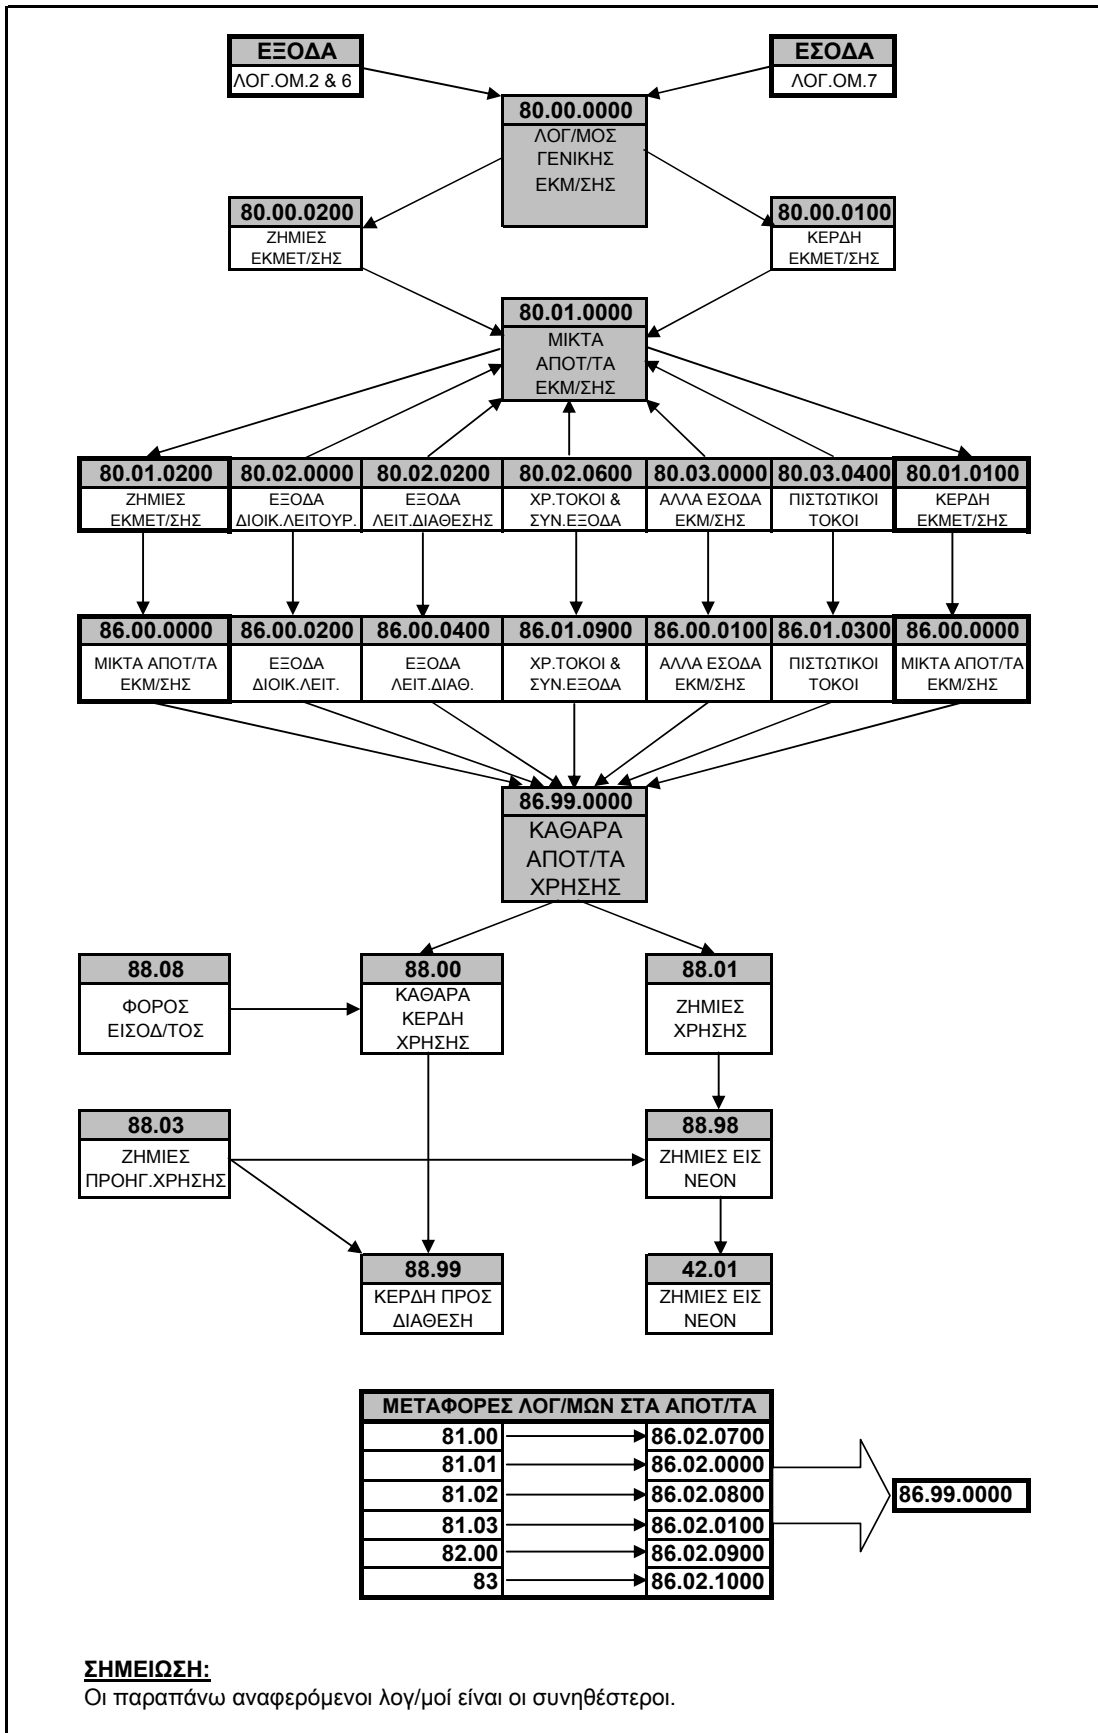 ΕΞΟΔΑ
ΛΟΓ.ΟΜ.2 & 6
ΕΣΟΔΑ
ΛΟΓ.ΟΜ.7
80.00.0000
ΛΟΓ/ΜΟΣ
ΓΕΝΙΚΗΣ
ΕΚΜ/ΣΗΣ
80.00.0200
ΖΗΜΙΕΣ
ΕΚΜΕΤ/ΣΗΣ
80.00.0100
ΚΕΡΔΗ
ΕΚΜΕΤ/ΣΗΣ
80.01.0000
ΜΙΚΤΑ
ΑΠΟΤ/ΤΑ
ΕΚΜ/ΣΗΣ
80.01.0200
ΖΗΜΙΕΣ
ΕΚΜΕΤ/ΣΗΣ
80.02.0000
ΕΞΟΔΑ
ΔΙΟΙΚ.ΛΕΙΤΟΥΡ.
80.02.0200
ΕΞΟΔΑ
ΛΕΙΤ.ΔΙΑΘΕΣΗΣ
80.02.0600
ΧΡ.ΤΟΚΟΙ &
ΣΥΝ.ΕΞΟΔΑ
80.03.0000
ΑΛΛΑ ΕΣΟΔΑ
ΕΚΜ/ΣΗΣ
80.03.0400
ΠΙΣΤΩΤΙΚΟΙ
ΤΟΚΟΙ
80.01.0100
ΚΕΡΔΗ
ΕΚΜΕΤ/ΣΗΣ
86.00.0000
ΜΙΚΤΑ ΑΠΟΤ/ΤΑ
ΕΚΜ/ΣΗΣ
86.00.0200
ΕΞΟΔΑ
ΔΙΟΙΚ.ΛΕΙΤ.
86.00.0400
ΕΞΟΔΑ
ΛΕΙΤ.ΔΙΑΘ.
86.01.0900
ΧΡ.ΤΟΚΟΙ &
ΣΥΝ.ΕΞΟΔΑ
86.00.0100
ΑΛΛΑ ΕΣΟΔΑ
ΕΚΜ/ΣΗΣ
86.01.0300
ΠΙΣΤΩΤΙΚΟΙ
ΤΟΚΟΙ
86.00.0000
ΜΙΚΤΑ ΑΠΟΤ/ΤΑ
ΕΚΜ/ΣΗΣ
86.99.0000
ΚΑΘΑΡΑ
ΑΠΟΤ/ΤΑ
ΧΡΗΣΗΣ
88.08
ΦΟΡΟΣ
ΕΙΣΟΔ/ΤΟΣ
88.00
ΚΑΘΑΡΑ
ΚΕΡΔΗ
ΧΡΗΣΗΣ
88.01
ΖΗΜΙΕΣ
ΧΡΗΣΗΣ
88.03
ΖΗΜΙΕΣ
ΠΡΟΗΓ.ΧΡΗΣΗΣ
88.98
ΖΗΜΙΕΣ ΕΙΣ
ΝΕΟΝ
88.99
ΚΕΡΔΗ ΠΡΟΣ
ΔΙΑΘΕΣΗ
42.01
ΖΗΜΙΕΣ ΕΙΣ
ΝΕΟΝ
ΜΕΤΑΦΟΡΕΣ ΛΟΓ/ΜΩΝ ΣΤΑ ΑΠΟΤ/ΤΑ
81.00 86.02.0700
81.01 86.02.0000
81.02 86.02.0800
81.03 86.02.0100
82.00 86.02.0900
83 86.02.1000
86.99.0000
ΣΗΜΕΙΩΣΗ:
Οι παραπάνω αναφερόμενοι λογ/μοί είναι οι συνηθέστεροι.